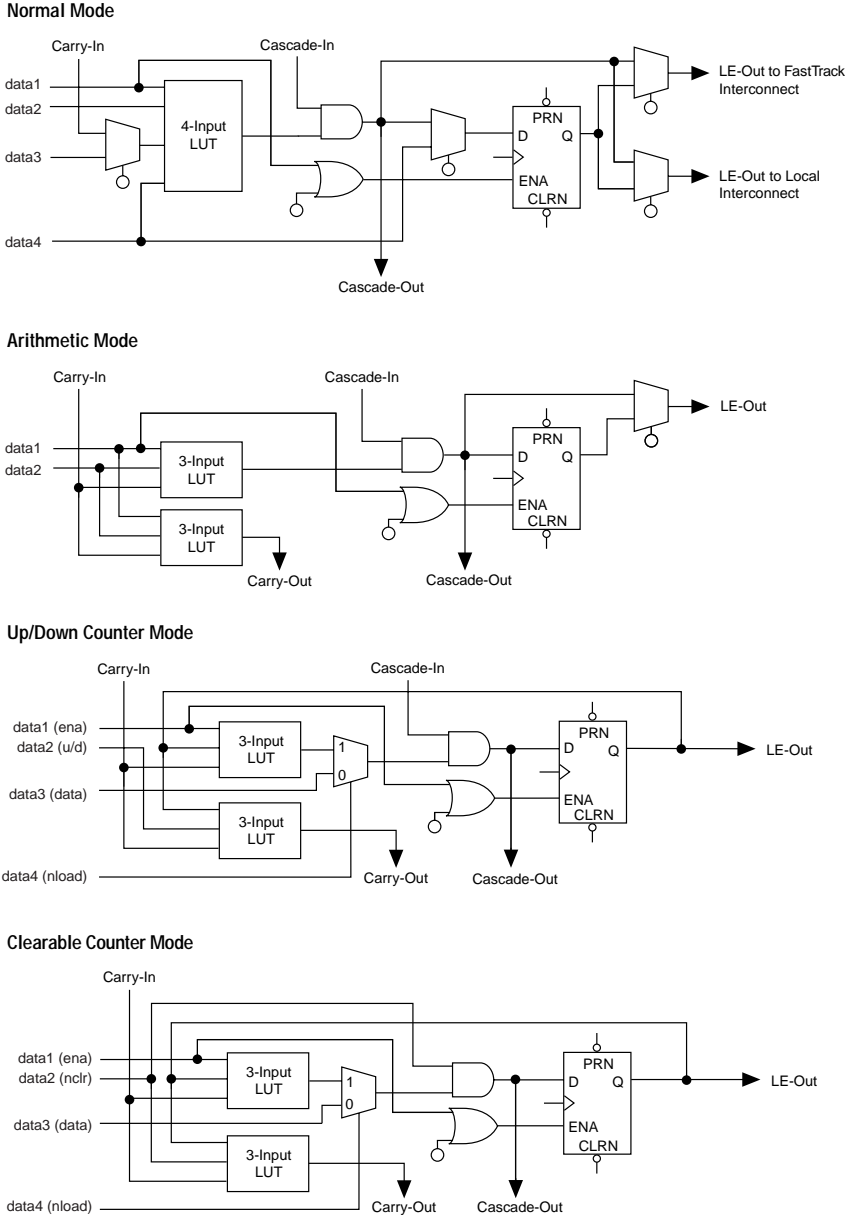 Normal Mode
Carry-In
Cascade-In
data1
data2
data3
data4
4-Input
LUT
PRN
D
Q
ENA
CLRN
LE-Out to FastTrack
Interconnect
LE-Out to Local
Interconnect
Cascade-Out
Arithmetic Mode
Carry-In
Cascade-In
data1
data2
3-Input
LUT
3-Input
LUT
PRN
D
Q
ENA
CLRN
LE-Out
Carry-Out
Cascade-Out
Up/Down Counter Mode
Carry-In
Cascade-In
data1 (ena)
data2 (u/d)
data3 (data)
data4 (nload)
3-Input
LUT
1
0
3-Input
LUT
PRN
D
Q
ENA
CLRN
LE-Out
Carry-Out
Cascade-Out
Clearable Counter Mode
Carry-In
data1 (ena)
data2 (nclr)
data3 (data)
data4 (nload)
3-Input
LUT
1
0
3-Input
LUT
PRN
D
Q
ENA
CLRN
LE-Out
Carry-Out
Cascade-Out